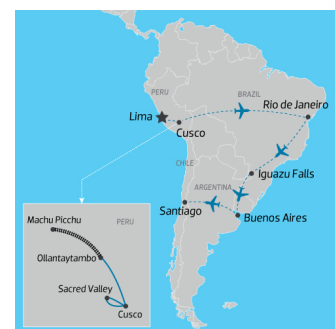 PERU
BRAZIL
Rio de Janeiro
Lima
Cusco
CHILE
Iguazu Falls
ARGENTINA
Santiago
Buenos Aires
Machu Picchu
PERU
Ollantaytambo
Sacred Valley
Cusco